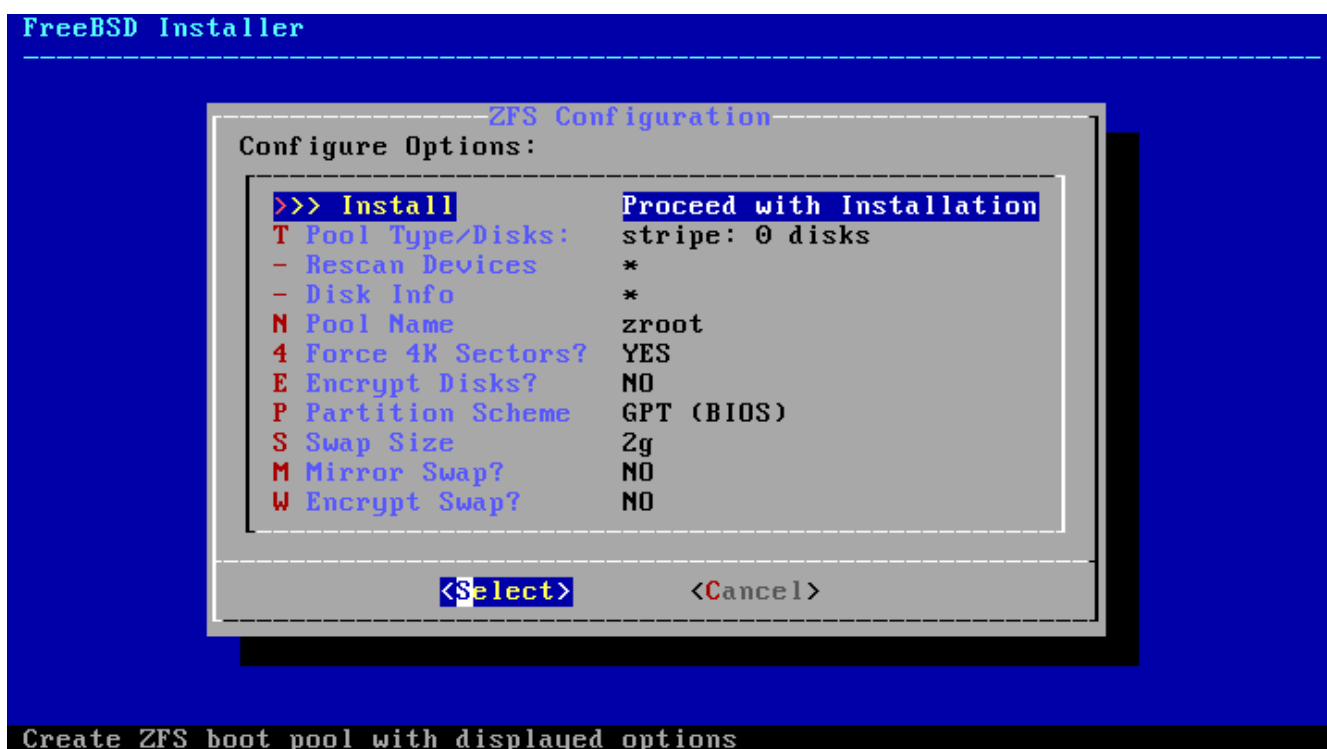 FreeBSD Installer
ZFS Configuration
Configure Options:
>>> Install Proceed with Installation
T Pool Type/Disks: stripe: 0 disks
- Rescan Devices *
- Disk Info *
N Pool Name zroot
4 Force 4K Sectors? YES
E Encrypt Disks? NO
P Partition Scheme GPT (BIOS)
S Swap Size 2g
M Mirror Swap? NO
W Encrypt Swap? NO
<Select> <Cancel>
Create ZFS boot pool with displayed options